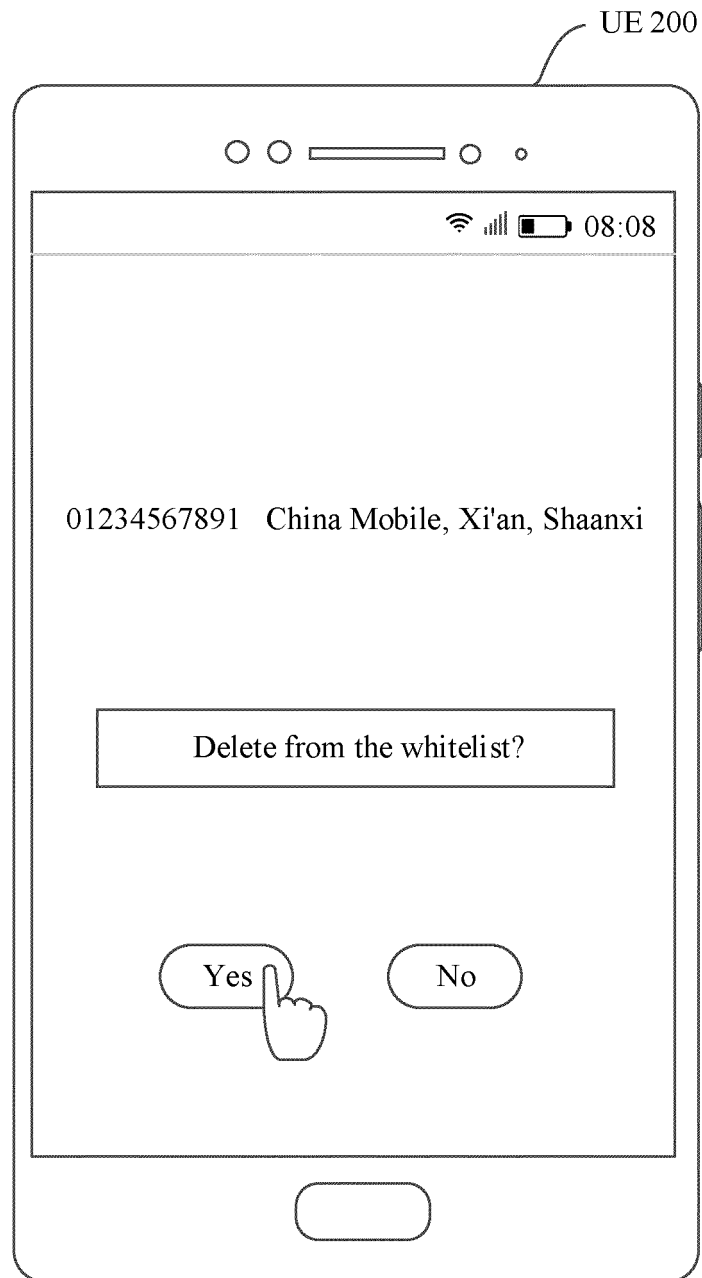 UE 200
08:08
01234567891 China Mobile, Xi'an, Shaanxi
Delete from the whitelist?
Yes No